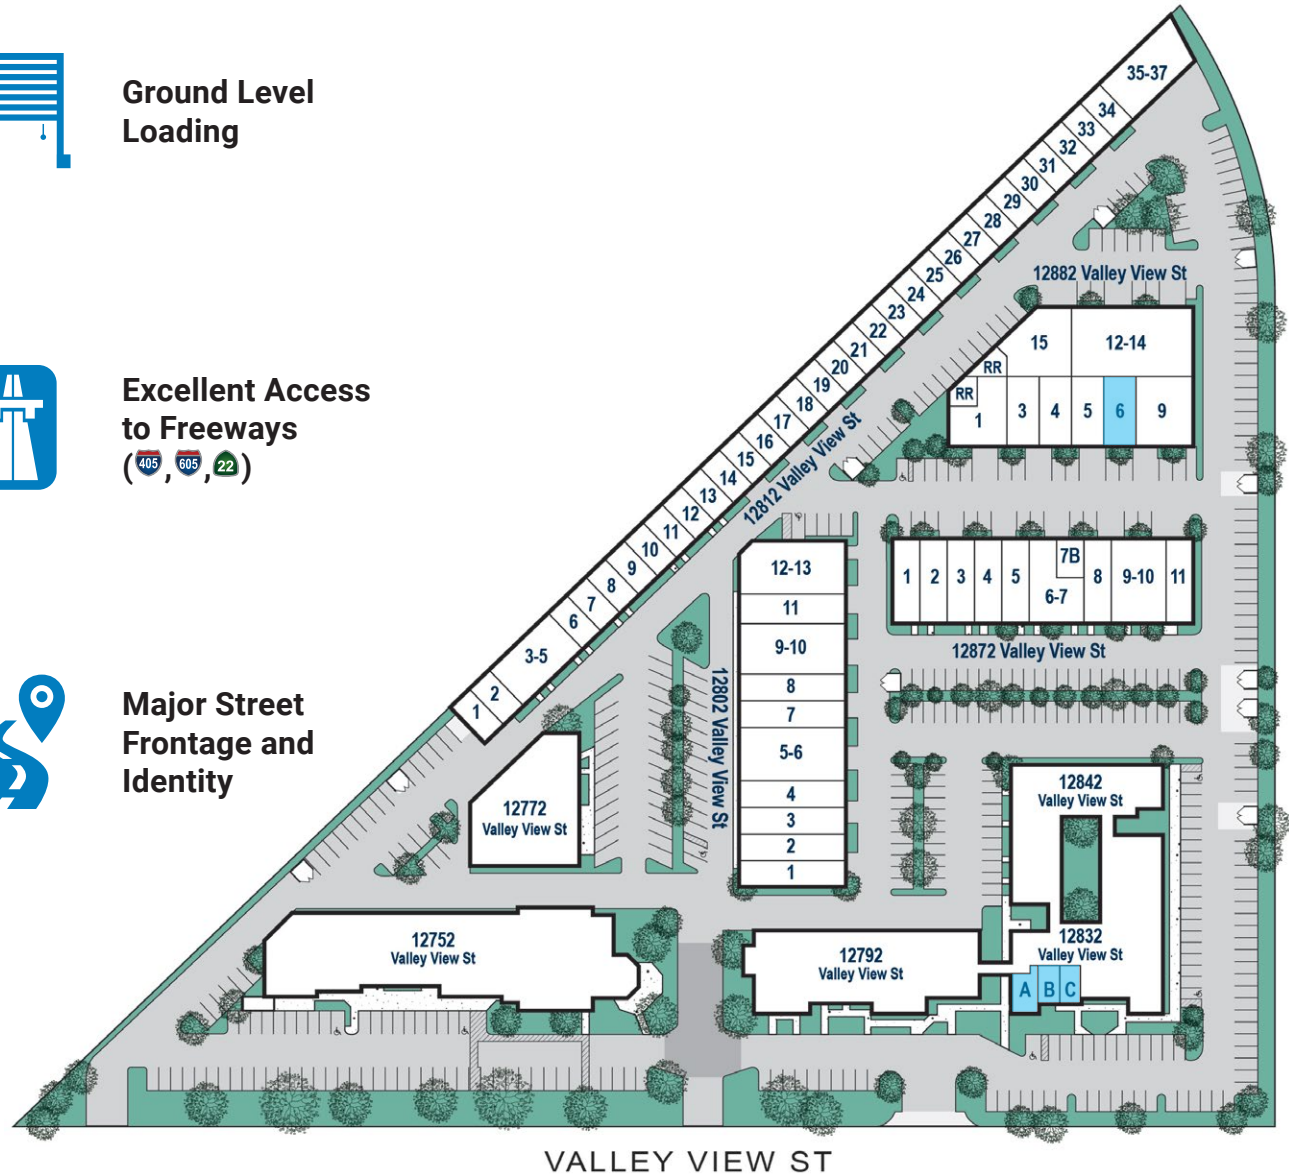 Ground Level
Loading
Excellent Access
to Freeways
(405, 605, 22)
Major Street
Frontage and
Identity
35-37
34
33
32
31
30
29
28
27
26
25
24
23
22
21
20
19
18
17
16
15
14
13
12
11
10
9
8
7
6
3-5
2
1
12812 Valley View St
12882 Valley View St
15
12-14
RR
RR
1
3
4
5
6
9
1
2
3
4
5
7B
6-7
8
9-10
11
12872 Valley View St
12-13
11
9-10
8
7
5-6
4
3
2
1
12802 Valley View St
12772
Valley View St
12842
Valley View St
12832
Valley View St
A
B
C
12752
Valley View St
12792
Valley View St
VALLEY VIEW ST